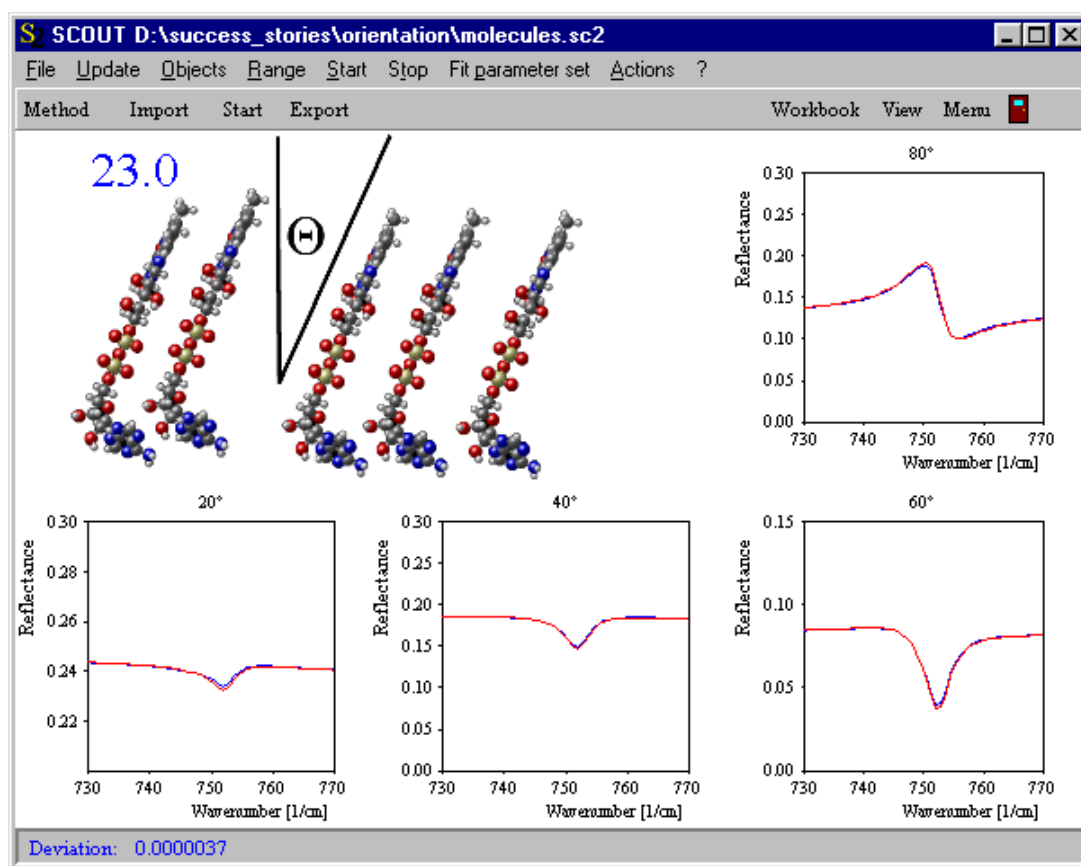 S2 SCOUT D:\success_stories\orientation\molecules.sc2
File Update Objects Range Start Stop Fit parameter set Actions ?
Method Import Start Export Workbook View Menu
23.0
Θ
80°
Reflectance
0.30
0.25
0.20
0.15
0.10
0.05
0.00
730 740 750 760 770
Wavenumber [1/cm]
20°
Reflectance
0.30
0.28
0.26
0.24
0.22
730 740 750 760 770
Wavenumber [1/cm]
40°
Reflectance
0.30
0.25
0.20
0.15
0.10
0.05
0.00
730 740 750 760 770
Wavenumber [1/cm]
60°
Reflectance
0.15
0.10
0.05
0.00
730 740 750 760 770
Wavenumber [1/cm]
Deviation: 0.0000037